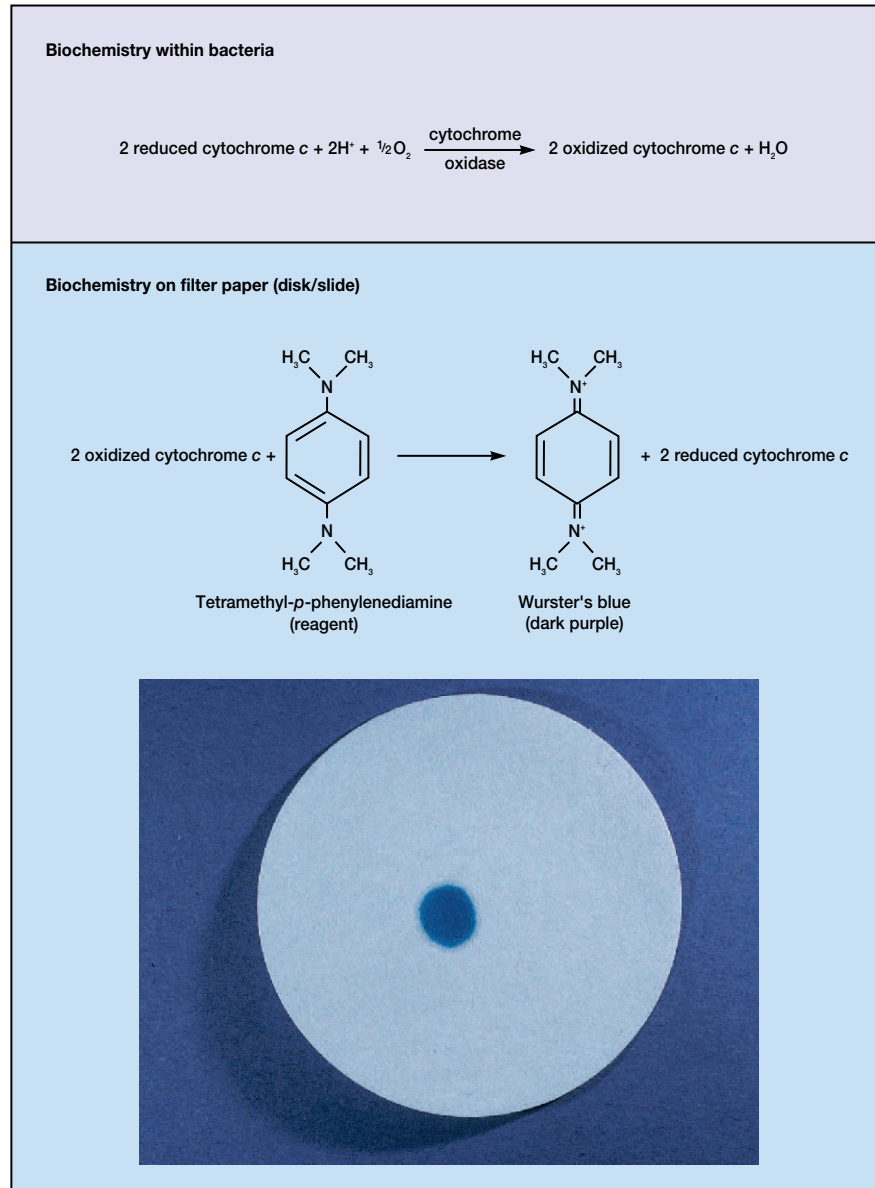 Biochemistry within bacteria
2 reduced cytochrome c + 2H⁺ + ½O₂ cytochrome oxidase 2 oxidized cytochrome c + H₂O
Biochemistry on filter paper (disk/slide)
H₃C CH₃ H₃C CH₃
N N⁺
2 oxidized cytochrome c + + 2 reduced cytochrome c
N N⁺
H₃C CH₃ H₃C CH₃
Tetramethyl-p-phenylenediamine
(reagent)
Wurster's blue
(dark purple)